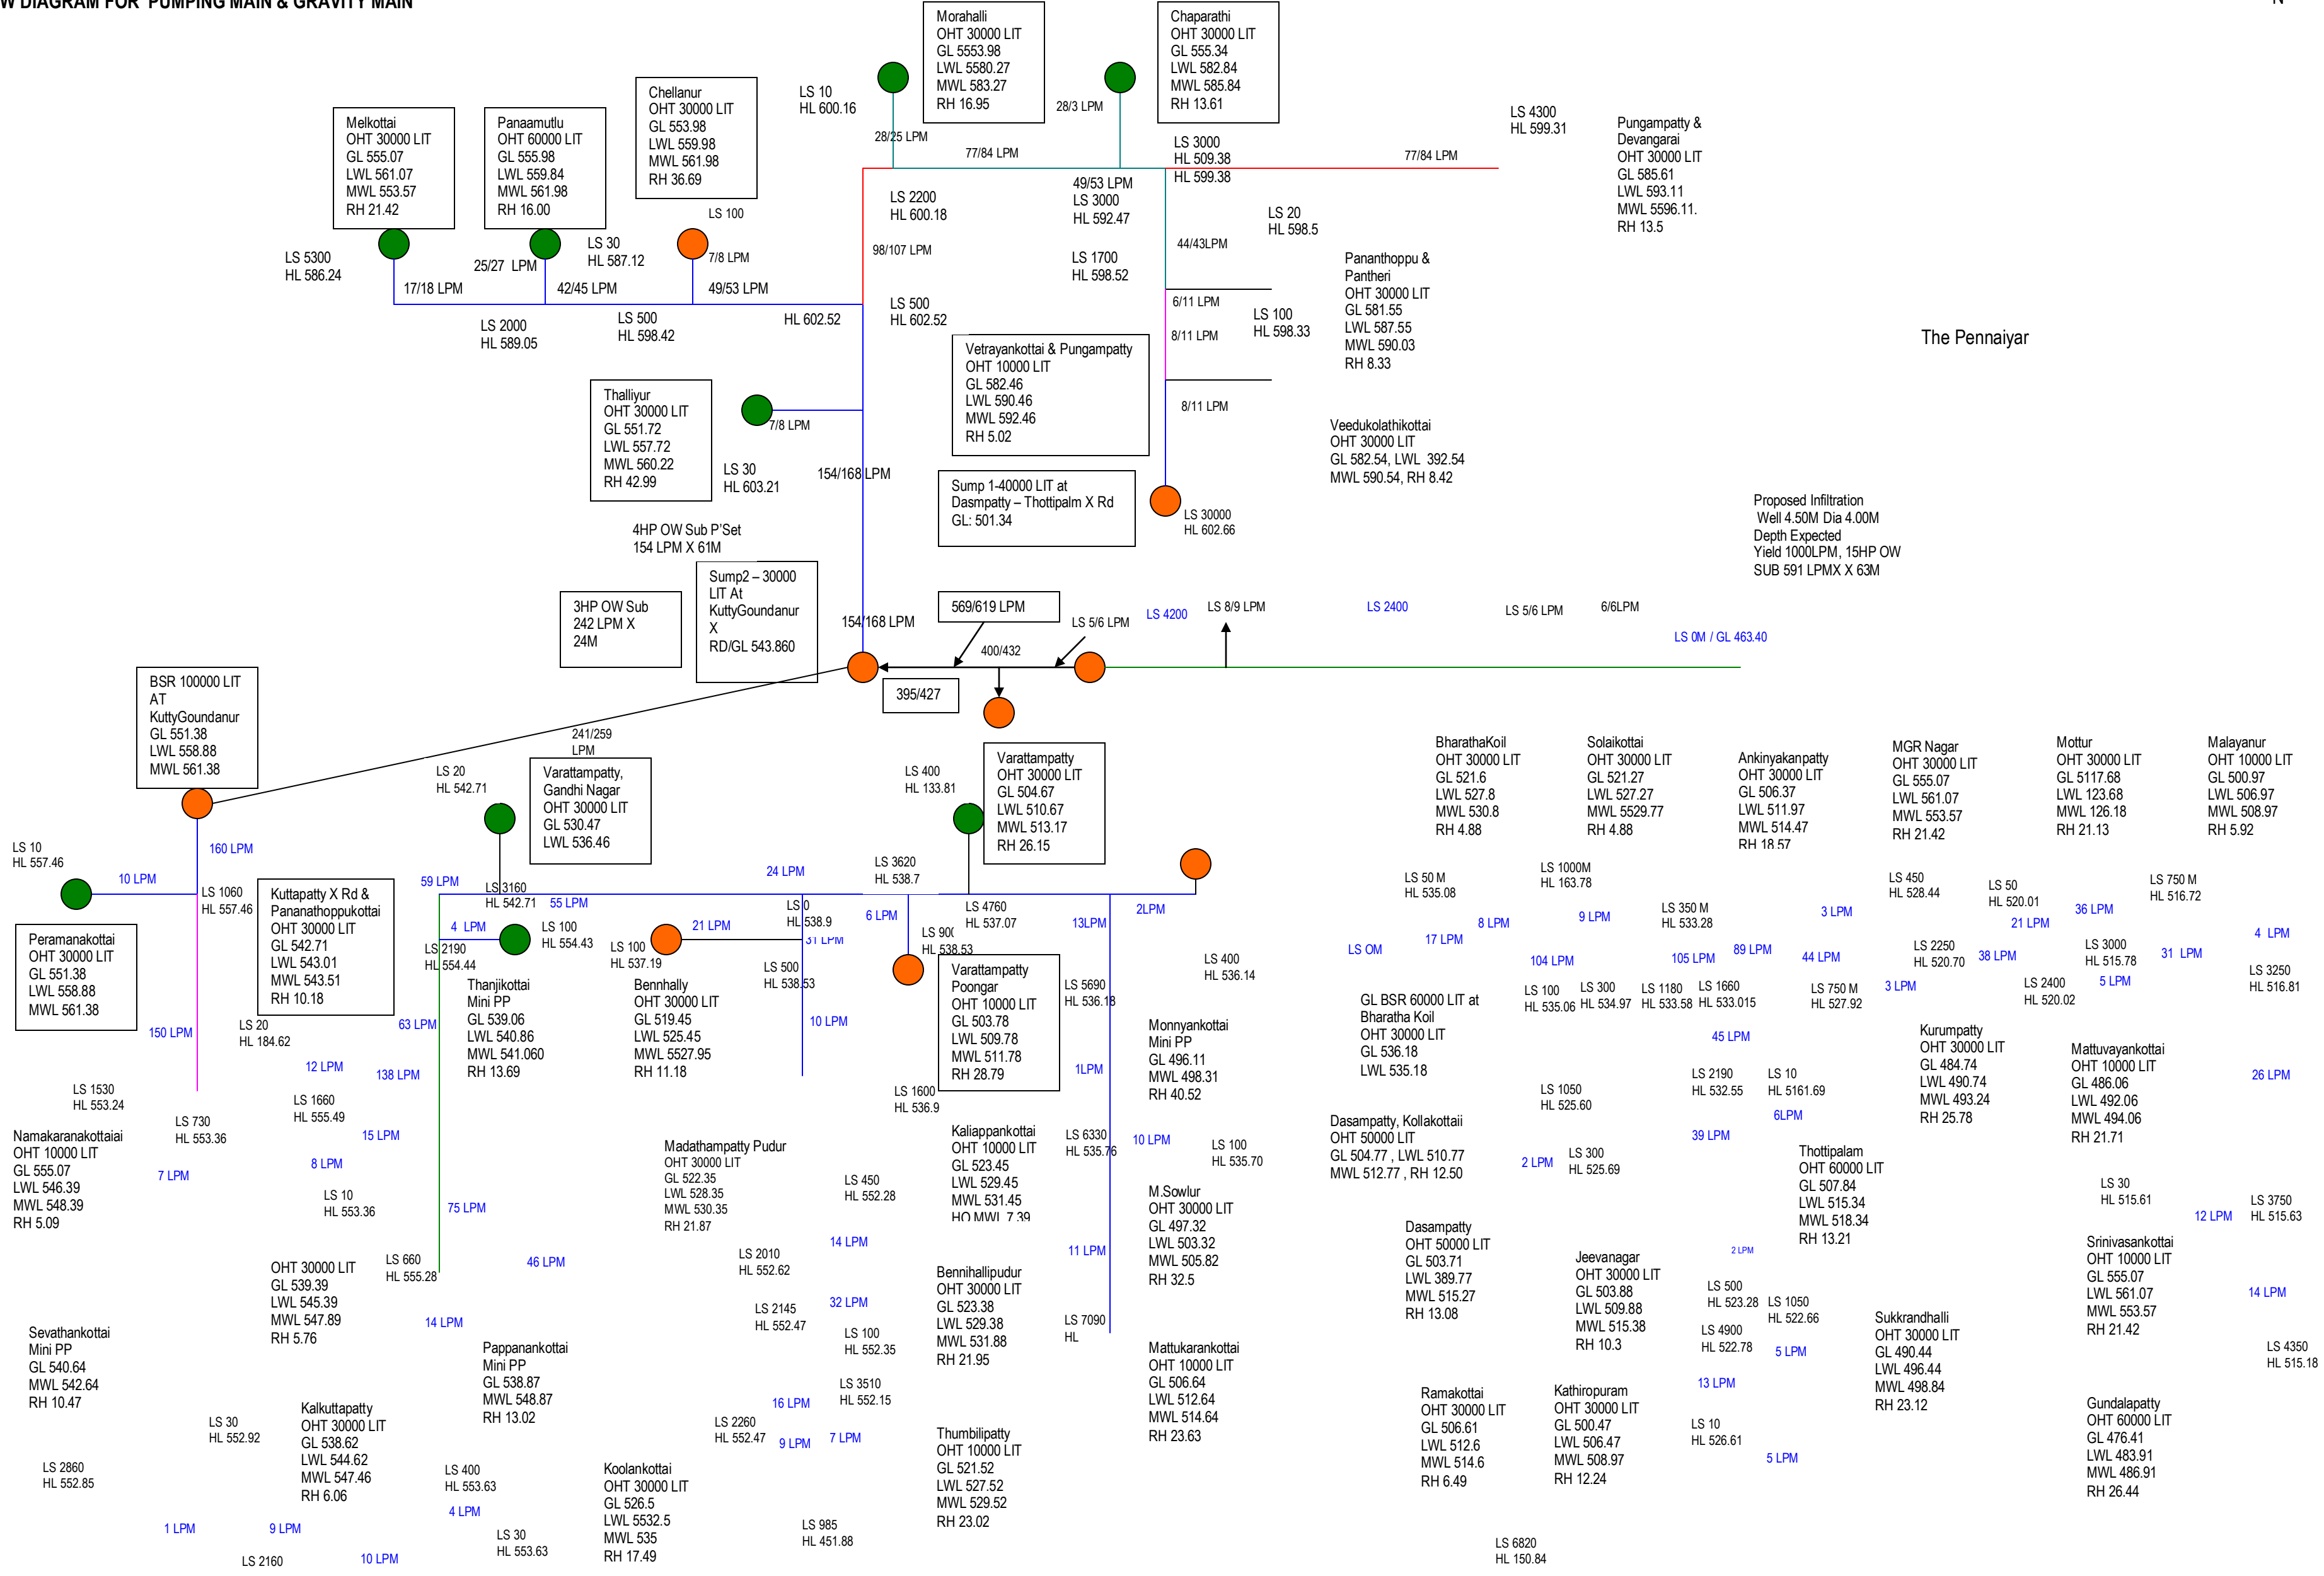 W DIAGRAM FOR PUMPING MAIN & GRAVITY MAIN
N
Morahalli
OHT 30000 LIT
GL 5553.98
LWL 5580.27
MWL 583.27
RH 16.95
Chaparathi
OHT 30000 LIT
GL 555.34
LWL 582.84
MWL 585.84
RH 13.61
Chellanur
OHT 30000 LIT
GL 553.98
LWL 559.98
MWL 561.98
RH 36.69
Melkottai
OHT 30000 LIT
GL 555.07
LWL 561.07
MWL 553.57
RH 21.42
Panaamutlu
OHT 60000 LIT
GL 555.98
LWL 559.84
MWL 561.98
RH 16.00
LS 10
HL 600.16
28/25 LPM
28/3 LPM
77/84 LPM
LS 3000
HL 509.38
HL 599.38
77/84 LPM
LS 4300
HL 599.31
Pungampatty &
Devangarai
OHT 30000 LIT
GL 585.61
LWL 593.11
MWL 5596.11.
RH 13.5
LS 100
7/8 LPM
LS 5300
HL 586.24
25/27 LPM
LS 30
HL 587.12
17/18 LPM
42/45 LPM
49/53 LPM
LS 2000
HL 589.05
LS 500
HL 598.42
HL 602.52
LS 2200
HL 600.18
98/107 LPM
LS 500
HL 602.52
49/53 LPM
LS 3000
HL 592.47
LS 1700
HL 598.52
44/43LPM
LS 20
HL 598.5
6/11 LPM
8/11 LPM
LS 100
HL 598.33
8/11 LPM
Pananthoppu &
Pantheri
OHT 30000 LIT
GL 581.55
LWL 587.55
MWL 590.03
RH 8.33
The Pennaiyar
Vetrayankottai & Pungampatty
OHT 10000 LIT
GL 582.46
LWL 590.46
MWL 592.46
RH 5.02
Thalliyur
OHT 30000 LIT
GL 551.72
LWL 557.72
MWL 560.22
RH 42.99
7/8 LPM
LS 30
HL 603.21
154/168 LPM
Veedukolathikottai
OHT 30000 LIT
GL 582.54, LWL 392.54
MWL 590.54, RH 8.42
Sump 1-40000 LIT at
Dasmpatty – Thottipalm X Rd
GL: 501.34
LS 30000
HL 602.66
4HP OW Sub P'Set
154 LPM X 61M
Proposed Infiltration
Well 4.50M Dia 4.00M
Depth Expected
Yield 1000LPM, 15HP OW
SUB 591 LPMX X 63M
3HP OW Sub
242 LPM X
24M
Sump2 – 30000
LIT At
KuttyGoundanur
X
RD/GL 543.860
154/168 LPM
569/619 LPM
LS 5/6 LPM
LS 4200
LS 8/9 LPM
LS 2400
LS 5/6 LPM
6/6LPM
LS 0M / GL 463.40
400/432
395/427
BSR 100000 LIT
AT
KuttyGoundanur
GL 551.38
LWL 558.88
MWL 561.38
241/259
LPM
LS 20
HL 542.71
Varattampatty,
Gandhi Nagar
OHT 30000 LIT
GL 530.47
LWL 536.46
LS 400
HL 133.81
Varattampatty
OHT 30000 LIT
GL 504.67
LWL 510.67
MWL 513.17
RH 26.15
BharathaKoil
OHT 30000 LIT
GL 521.6
LWL 527.8
MWL 530.8
RH 4.88
Solaikottai
OHT 30000 LIT
GL 521.27
LWL 527.27
MWL 5529.77
RH 4.88
Ankinyakanpatty
OHT 30000 LIT
GL 506.37
LWL 511.97
MWL 514.47
RH 18.57
MGR Nagar
OHT 30000 LIT
GL 555.07
LWL 561.07
MWL 553.57
RH 21.42
Mottur
OHT 30000 LIT
GL 5117.68
LWL 123.68
MWL 126.18
RH 21.13
Malayanur
OHT 10000 LIT
GL 500.97
LWL 506.97
MWL 508.97
RH 5.92
LS 10
HL 557.46
160 LPM
10 LPM
LS 1060
HL 557.46
Kuttapatty X Rd &
Pananathoppukottai
OHT 30000 LIT
GL 542.71
LWL 543.01
MWL 543.51
RH 10.18
Peramanakottai
OHT 30000 LIT
GL 551.38
LWL 558.88
MWL 561.38
59 LPM
LS 3160
HL 542.71
55 LPM
24 LPM
LS 3620
HL 538.7
4 LPM
LS 2190
HL 554.44
LS 100
HL 554.43
21 LPM
LS 100
HL 537.19
LS 0
HL 538.9
31 LPM
LS 500
HL 538.53
6 LPM
LS 900
HL 538.53
LS 4760
HL 537.07
13LPM
2LPM
LS 400
HL 536.14
LS 50 M
HL 535.08
LS 1000M
HL 163.78
8 LPM
17 LPM
LS OM
9 LPM
104 LPM
LS 350 M
HL 533.28
105 LPM
89 LPM
3 LPM
44 LPM
LS 450
HL 528.44
LS 50
HL 520.01
21 LPM
36 LPM
LS 750 M
HL 516.72
4 LPM
LS 2250
HL 520.70
38 LPM
LS 3000
HL 515.78
31 LPM
LS 3250
HL 516.81
3 LPM
LS 2400
HL 520.02
5 LPM
LS 100
HL 535.06
LS 300
HL 534.97
LS 1180
HL 533.58
LS 1660
HL 533.015
LS 750 M
HL 527.92
Thanjikottai
Mini PP
GL 539.06
LWL 540.86
MWL 541.060
RH 13.69
Bennhally
OHT 30000 LIT
GL 519.45
LWL 525.45
MWL 5527.95
RH 11.18
Varattampatty
Poongar
OHT 10000 LIT
GL 503.78
LWL 509.78
MWL 511.78
RH 28.79
LS 5690
HL 536.18
GL BSR 60000 LIT at
Bharatha Koil
OHT 30000 LIT
GL 536.18
LWL 535.18
150 LPM
LS 20
HL 184.62
63 LPM
10 LPM
Monnyankottai
Mini PP
GL 496.11
MWL 498.31
RH 40.52
45 LPM
Kurumpatty
OHT 30000 LIT
GL 484.74
LWL 490.74
MWL 493.24
RH 25.78
Mattuvayankottai
OHT 10000 LIT
GL 486.06
LWL 492.06
MWL 494.06
RH 21.71
26 LPM
12 LPM
138 LPM
1LPM
LS 1530
HL 553.24
LS 1660
HL 555.49
LS 1600
HL 536.9
LS 1050
HL 525.60
LS 2190
HL 532.55
LS 10
HL 5161.69
6LPM
39 LPM
LS 730
HL 553.36
15 LPM
Namakaranakottaiai
OHT 10000 LIT
GL 555.07
LWL 546.39
MWL 548.39
RH 5.09
7 LPM
8 LPM
LS 10
HL 553.36
75 LPM
Madathampatty Pudur
OHT 30000 LIT
GL 522.35
LWL 528.35
MWL 530.35
RH 21.87
LS 450
HL 552.28
Kaliappankottai
OHT 10000 LIT
GL 523.45
LWL 529.45
MWL 531.45
HO MWL 7.39
LS 6330
HL 535.76
10 LPM
LS 100
HL 535.70
Dasampatty, Kollakottaii
OHT 50000 LIT
GL 504.77 , LWL 510.77
MWL 512.77 , RH 12.50
2 LPM
LS 300
HL 525.69
Thottipalam
OHT 60000 LIT
GL 507.84
LWL 515.34
MWL 518.34
RH 13.21
LS 30
HL 515.61
12 LPM
LS 3750
HL 515.63
M.Sowlur
OHT 30000 LIT
GL 497.32
LWL 503.32
MWL 505.82
RH 32.5
Dasampatty
OHT 50000 LIT
GL 503.71
LWL 389.77
MWL 515.27
RH 13.08
Jeevanagar
OHT 30000 LIT
GL 503.88
LWL 509.88
MWL 515.38
RH 10.3
2 LPM
Srinivasankottai
OHT 10000 LIT
GL 555.07
LWL 561.07
MWL 553.57
RH 21.42
14 LPM
OHT 30000 LIT
GL 539.39
LWL 545.39
MWL 547.89
RH 5.76
LS 660
HL 555.28
46 LPM
14 LPM
LS 2010
HL 552.62
14 LPM
11 LPM
Bennihallipudur
OHT 30000 LIT
GL 523.38
LWL 529.38
MWL 531.88
RH 21.95
32 LPM
LS 2145
HL 552.47
LS 100
HL 552.35
LS 7090
HL
LS 500
HL 523.28
LS 1050
HL 522.66
LS 4900
HL 522.78
5 LPM
Sukkrandhalli
OHT 30000 LIT
GL 490.44
LWL 496.44
MWL 498.84
RH 23.12
LS 4350
HL 515.18
Sevathankottai
Mini PP
GL 540.64
MWL 542.64
RH 10.47
Pappanankottai
Mini PP
GL 538.87
MWL 548.87
RH 13.02
Mattukarankottai
OHT 10000 LIT
GL 506.64
LWL 512.64
MWL 514.64
RH 23.63
LS 3510
HL 552.15
16 LPM
13 LPM
Ramakottai
OHT 30000 LIT
GL 506.61
LWL 512.6
MWL 514.6
RH 6.49
Kathiropuram
OHT 30000 LIT
GL 500.47
LWL 506.47
MWL 508.97
RH 12.24
LS 10
HL 526.61
5 LPM
Gundalapatty
OHT 60000 LIT
GL 476.41
LWL 483.91
MWL 486.91
RH 26.44
LS 30
HL 552.92
Kalkuttapatty
OHT 30000 LIT
GL 538.62
LWL 544.62
MWL 547.46
RH 6.06
LS 2260
HL 552.47
9 LPM
7 LPM
Thumbilipatty
OHT 10000 LIT
GL 521.52
LWL 527.52
MWL 529.52
RH 23.02
LS 2860
HL 552.85
LS 400
HL 553.63
4 LPM
Koolankottai
OHT 30000 LIT
GL 526.5
LWL 5532.5
MWL 535
RH 17.49
1 LPM
9 LPM
LS 2160
10 LPM
LS 30
HL 553.63
LS 985
HL 451.88
LS 6820
HL 150.84